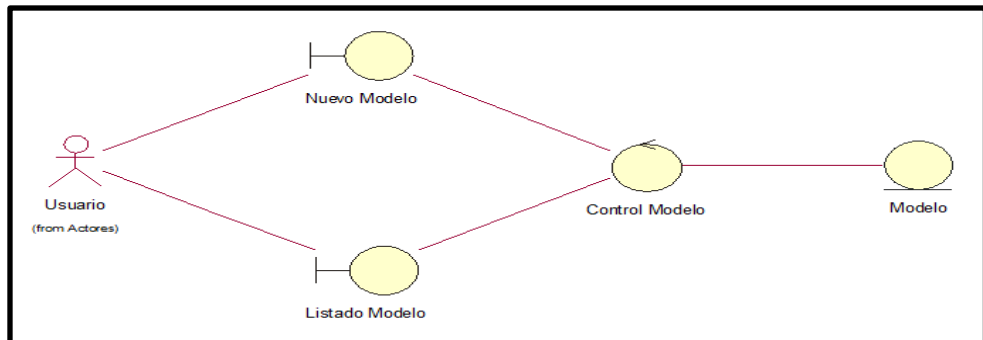 Nuevo Modelo
Usuario
(from Actores)
Control Modelo
Modelo
Listado Modelo